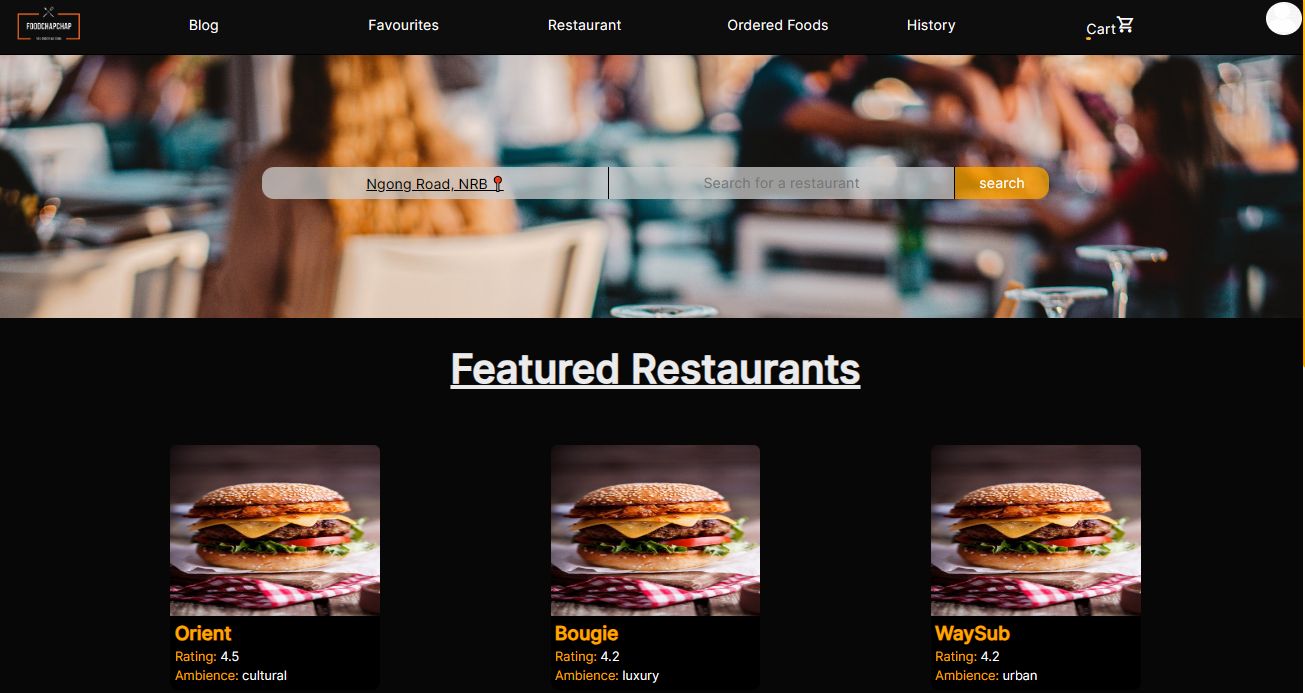 FOODCHAPCHAP
Blog
Favourites
Restaurant
Ordered Foods
History
Cart
Ngong Road, NRB
Search for a restaurant
search
Featured Restaurants
Orient
Rating: 4.5
Ambience: cultural
Bougie
Rating: 4.2
Ambience: luxury
WaySub
Rating: 4.2
Ambience: urban